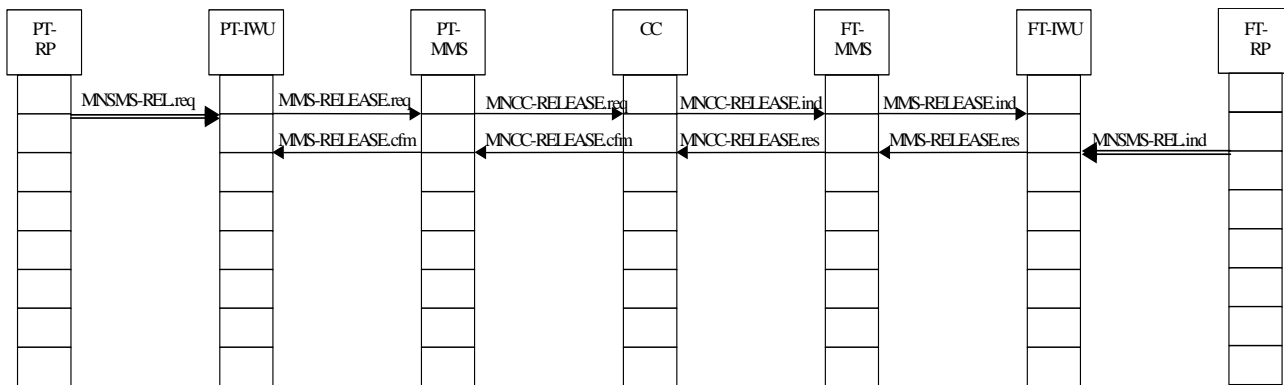 PT-
RP
PT-IWU
PT-
MMS
CC
FT-
MMS
FT-IWU
FT-
RP
MNSMS-REL.req
MMS-RELEASE.req
MNCC-RELEASE.req
MNCC-RELEASE.ind
MMS-RELEASE.ind
MMS-RELEASE.cfm
MNCC-RELEASE.cfm
MNCC-RELEASE.res
MMS-RELEASE.res
MNSMS-REL.ind